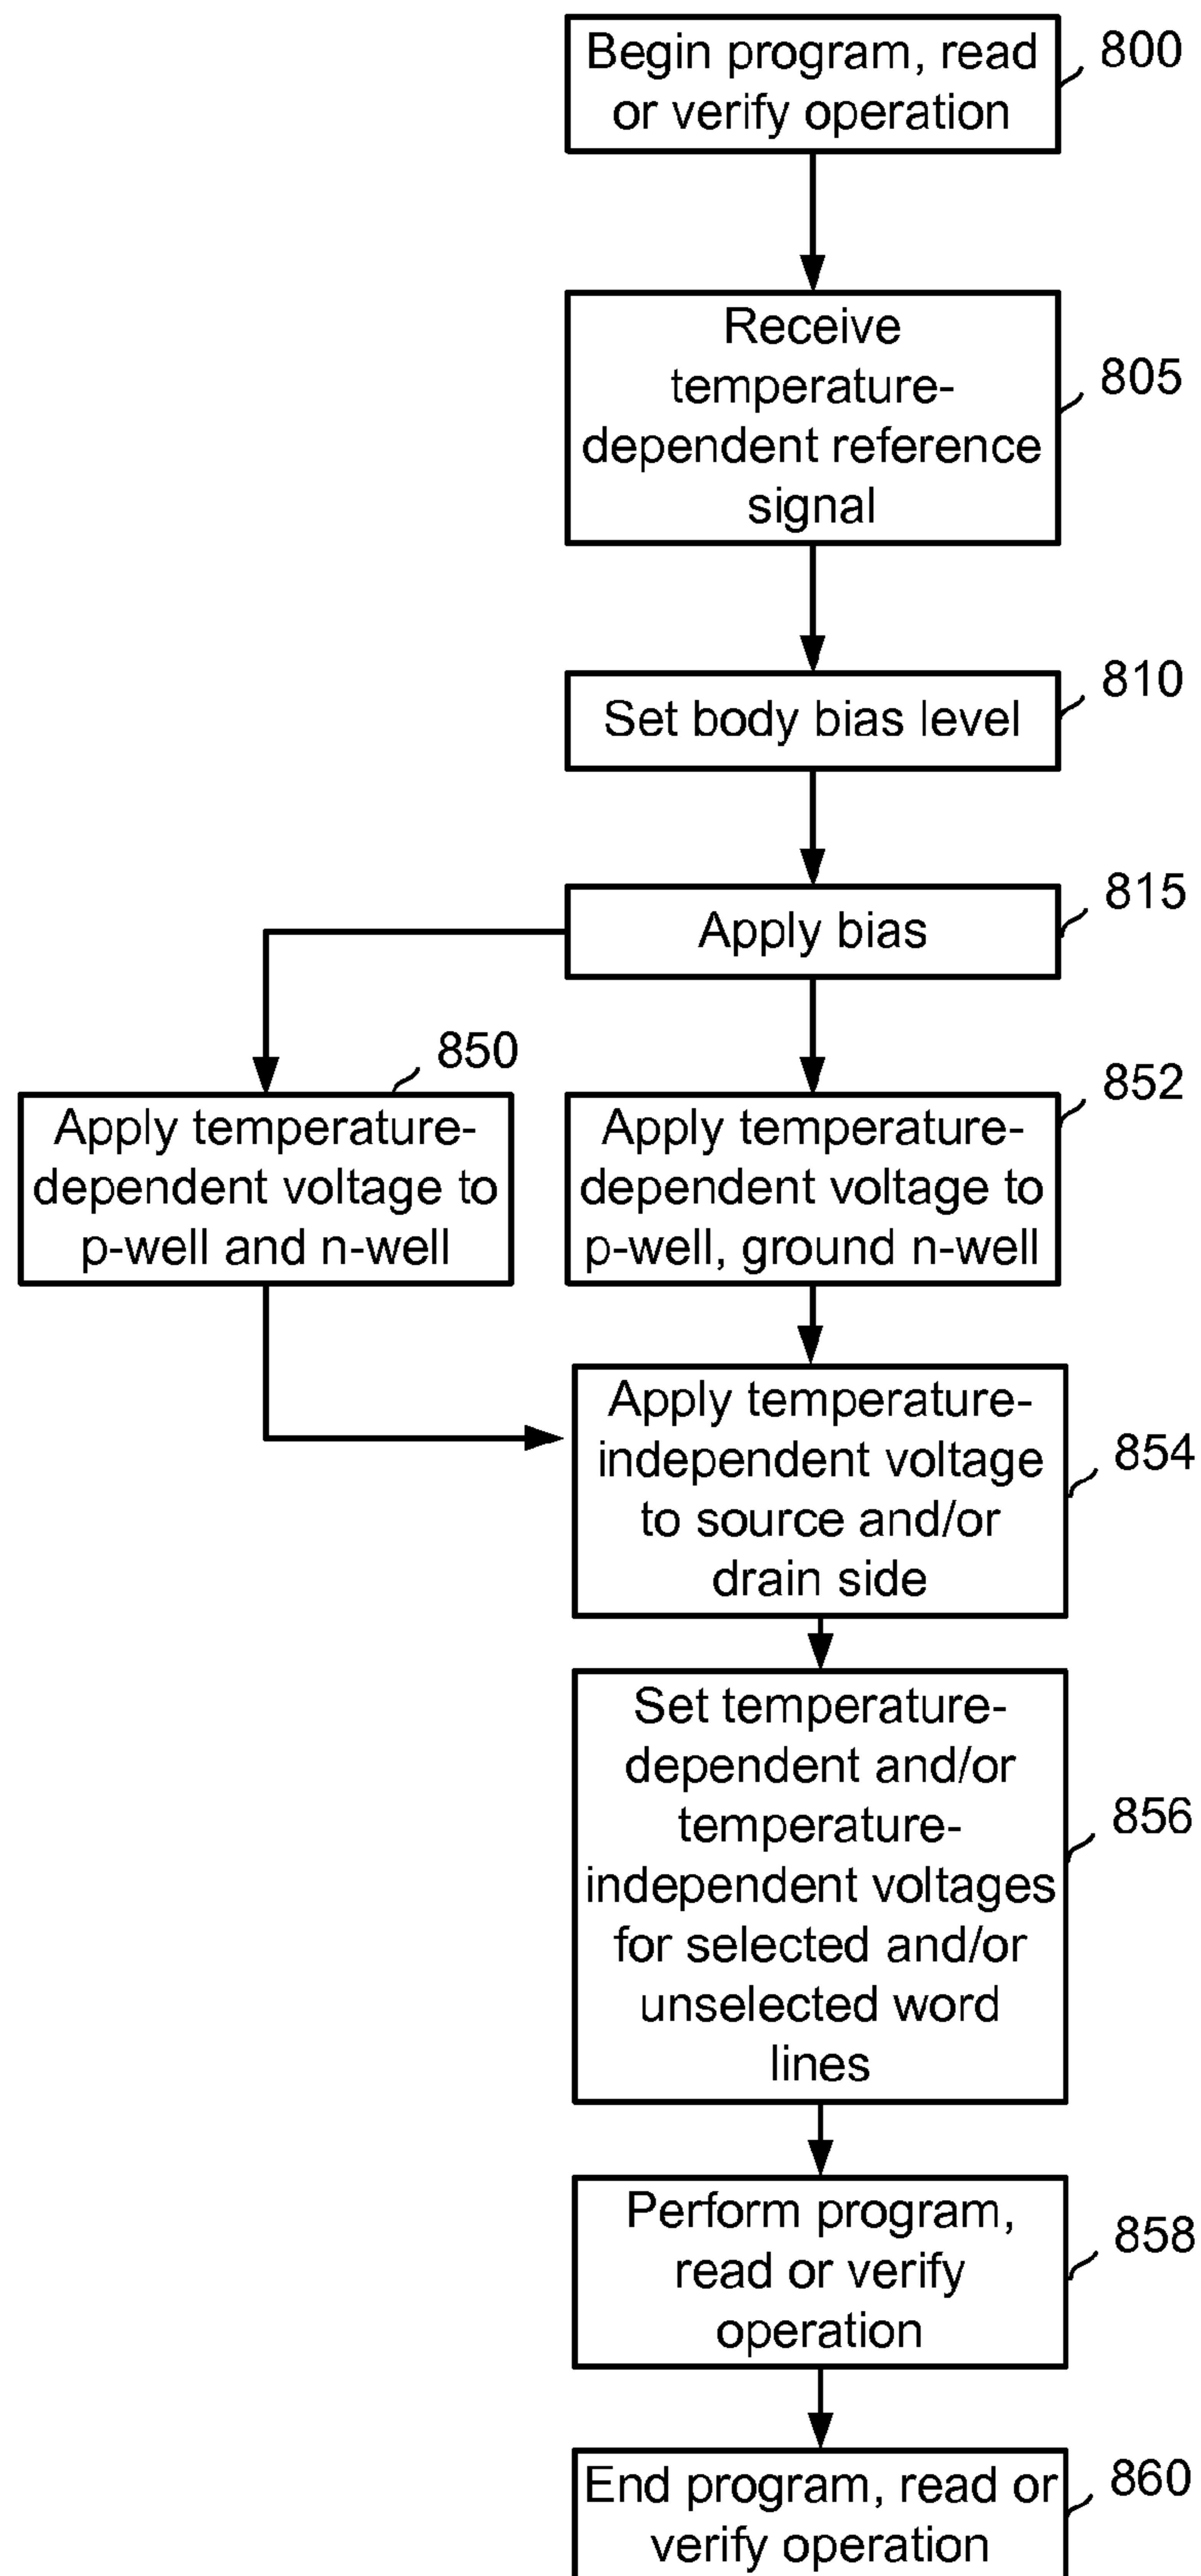 Begin program, read
or verify operation
800
Receive
temperature-
dependent reference
signal
805
Set body bias level
810
Apply bias
815
850
Apply temperature-
dependent voltage to
p-well and n-well
852
Apply temperature-
dependent voltage to
p-well, ground n-well
Apply temperature-
independent voltage
to source and/or
drain side
854
Set temperature-
dependent and/or
temperature-
independent voltages
for selected and/or
unselected word
lines
856
Perform program,
read or verify
operation
858
End program, read or
verify operation
860